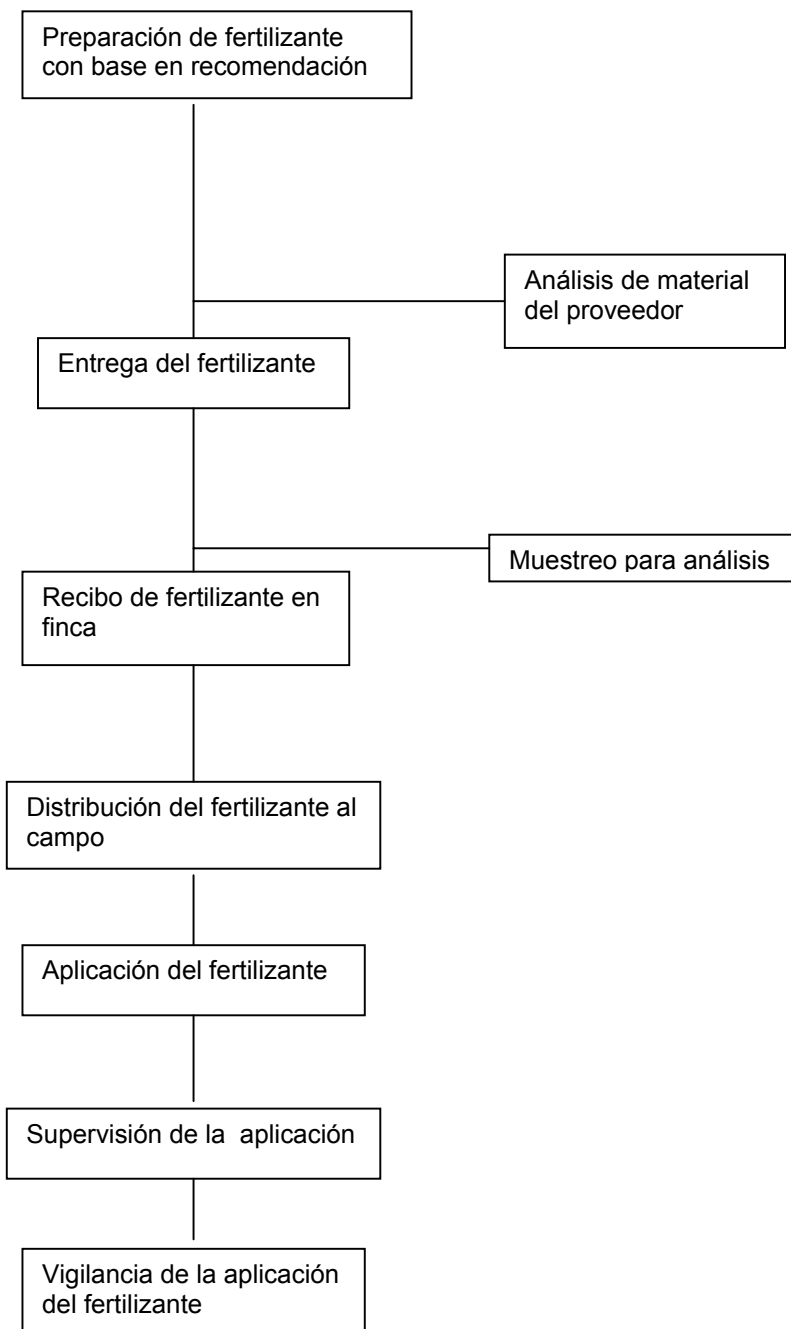 Preparación de fertilizante
con base en recomendación
Análisis de material
del proveedor
Entrega del fertilizante
Muestreo para análisis
Recibo de fertilizante en
finca
Distribución del fertilizante al
campo
Aplicación del fertilizante
Supervisión de la  aplicación
Vigilancia de la aplicación
del fertilizante